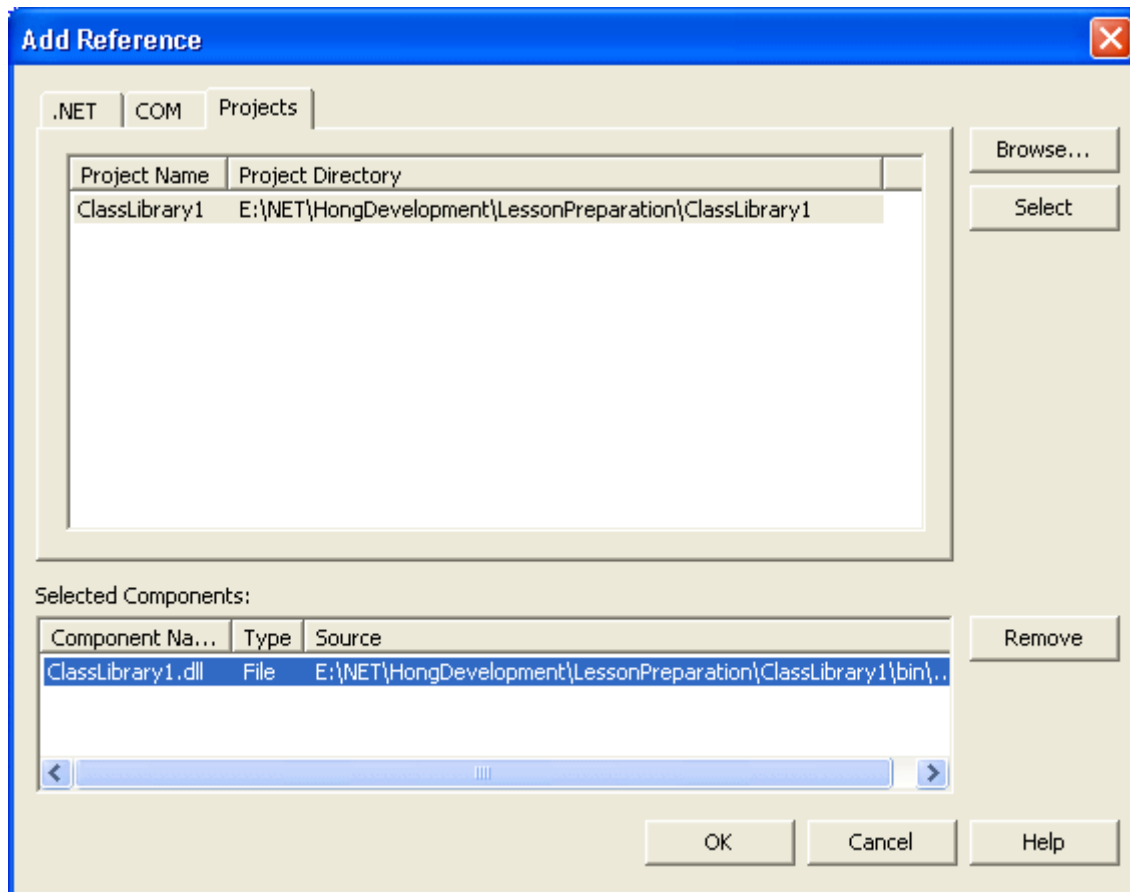 Add Reference
.NET COM Projects
Browse...
Project Name Project Directory
ClassLibrary1 E:\NET\HongDevelopment\LessonPreparation\ClassLibrary1
Select
Selected Components:
Component Na... Type Source
Remove
ClassLibrary1.dll File E:\NET\HongDevelopment\LessonPreparation\ClassLibrary1\bin\...
OK Cancel Help